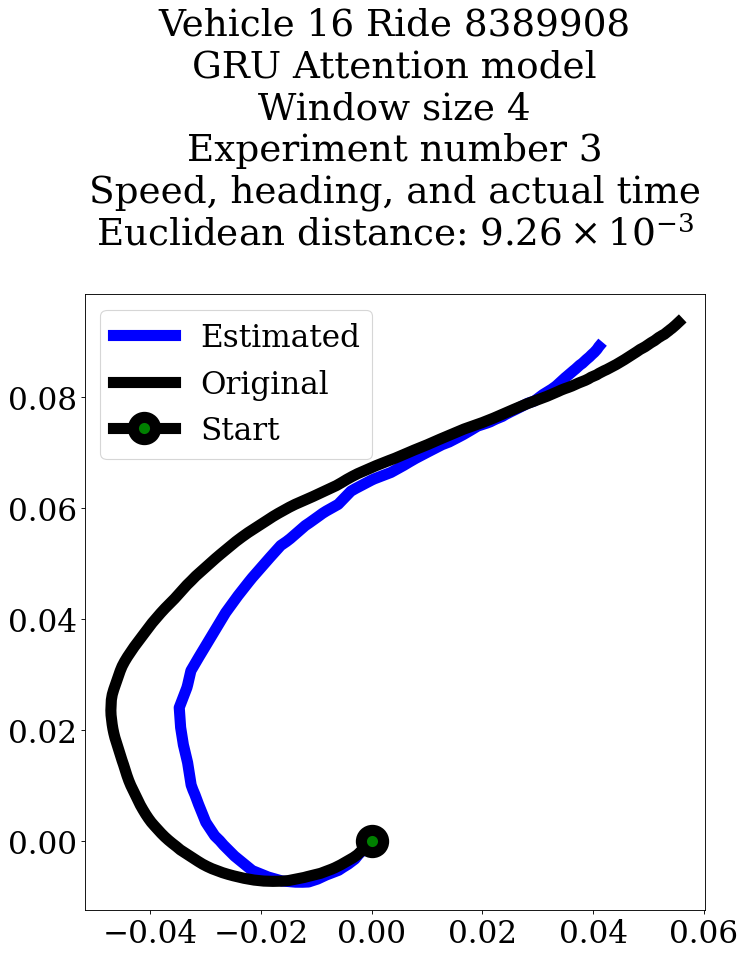 Vehicle 16 Ride 8389908
GRU Attention model
Window size 4
Experiment number 3
Speed, heading, and actual time
Euclidean distance: 9.26 × 10⁻³
Estimated
Original
Start
0.08
0.06
0.04
0.02
0.00
−0.04 −0.02 0.00 0.02 0.04 0.06